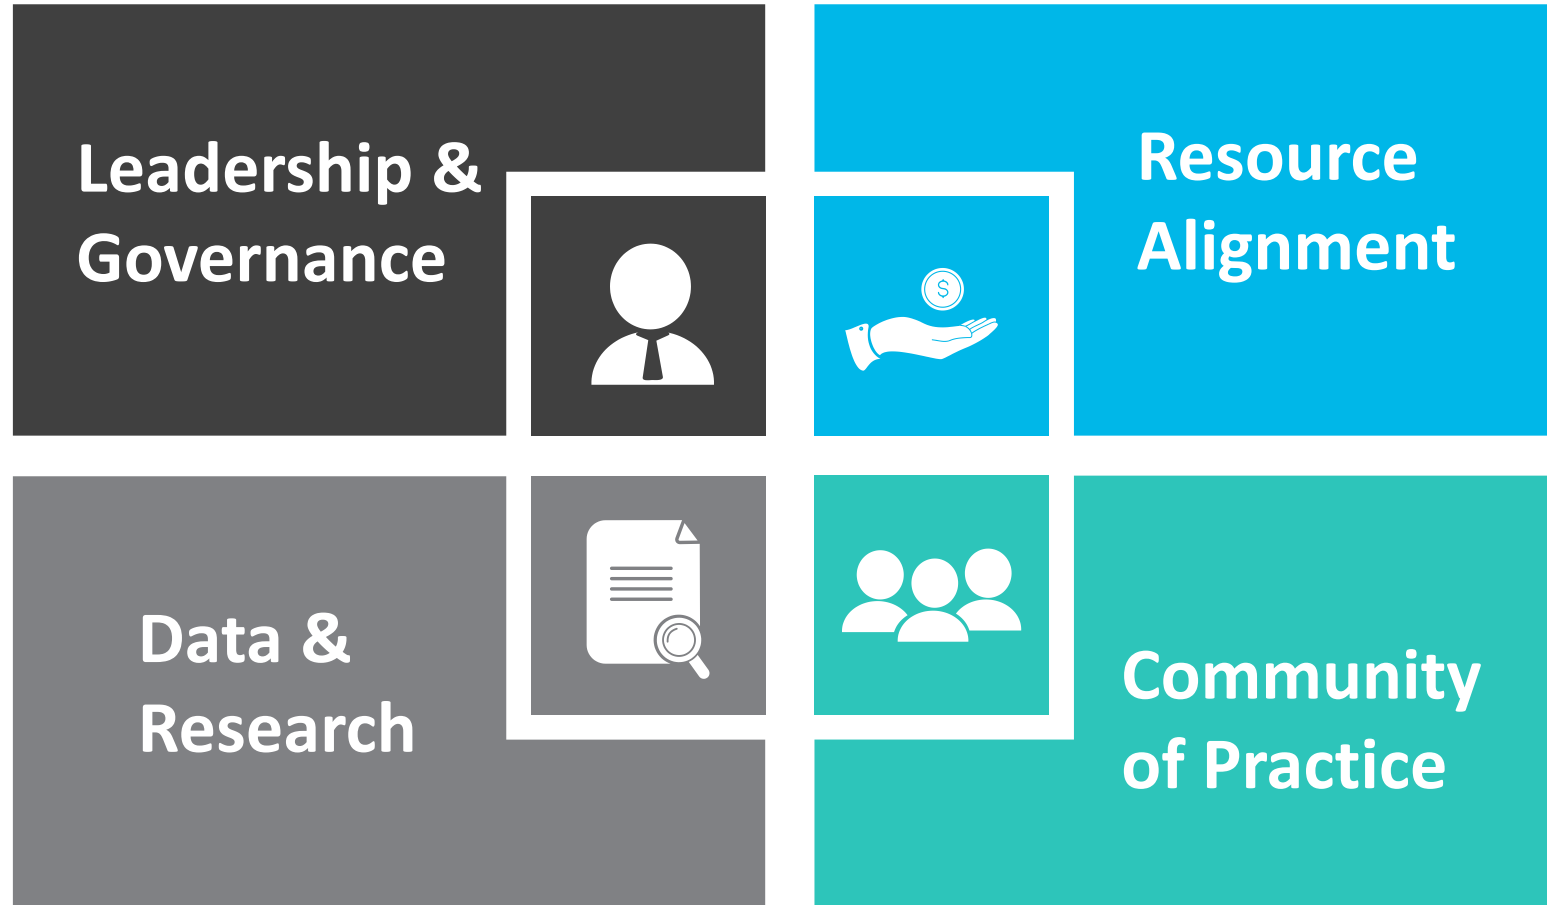 Leadership &
Governance
Resource
Alignment
$
Data &
Research
Community
of Practice